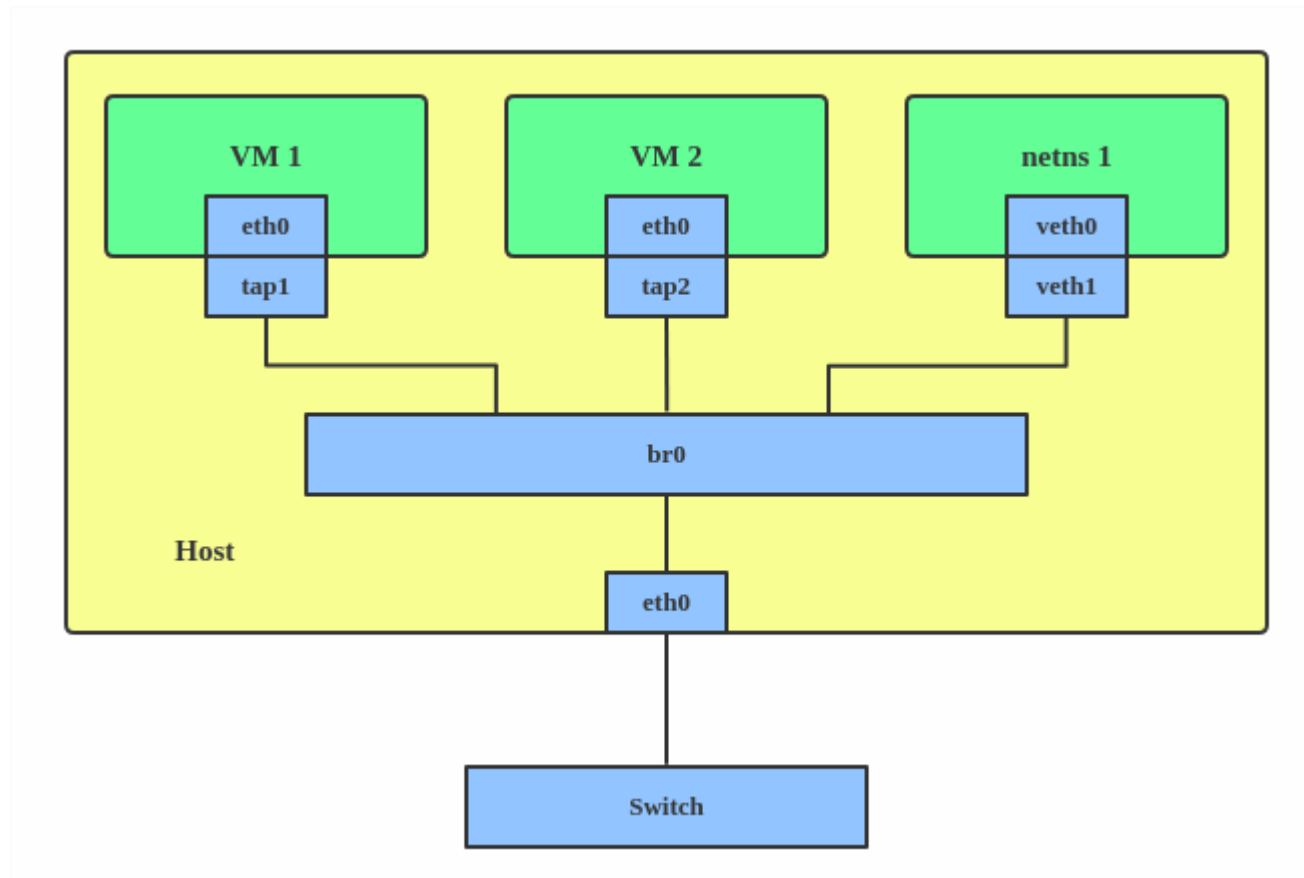 VM 1
VM 2
netns 1
eth0
eth0
veth0
tap1
tap2
veth1
br0
Host
eth0
Switch